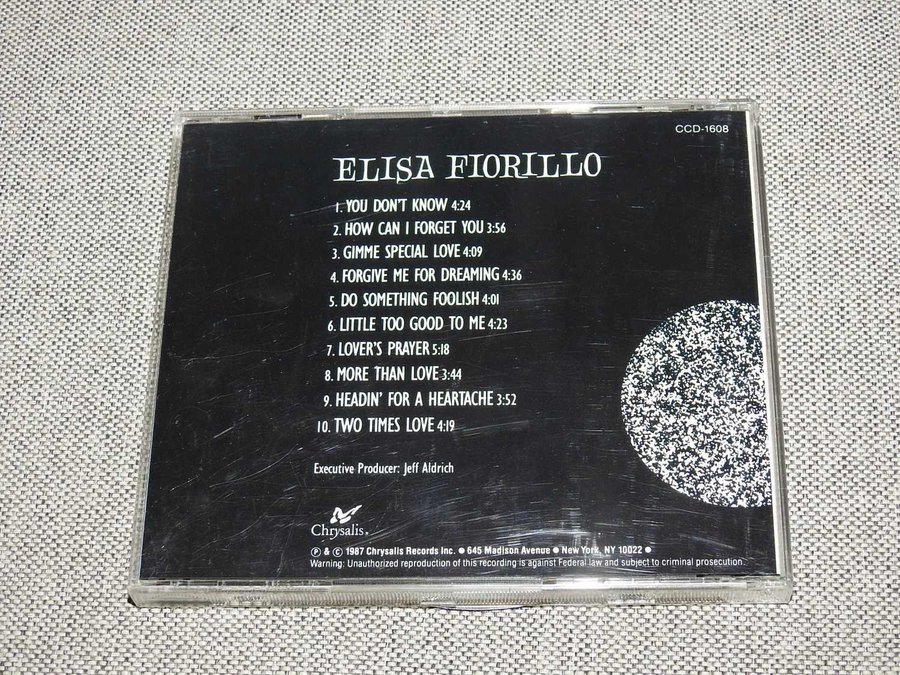 CCD-1608
ELISA FIORILLO
1. YOU DON'T KNOW 4:24
2. HOW CAN I FORGET YOU 3:56
3. GIMME SPECIAL LOVE 4:09
4. FORGIVE ME FOR DREAMING 4:36
5. DO SOMETHING FOOLISH 4:01
6. LITTLE TOO GOOD TO ME 4:23
7. LOVER'S PRAYER 5:18
8. MORE THAN LOVE 3:44
9. HEADIN' FOR A HEARTACHE 3:52
10. TWO TIMES LOVE 4:19
Executive Producer: Jeff Aldrich
Chrysalis®
℗ & © 1987 Chrysalis Records Inc. ● 645 Madison Avenue ● New York, NY 10022 ●
Warning: Unauthorized reproduction of this recording is against Federal law and subject to criminal prosecution.